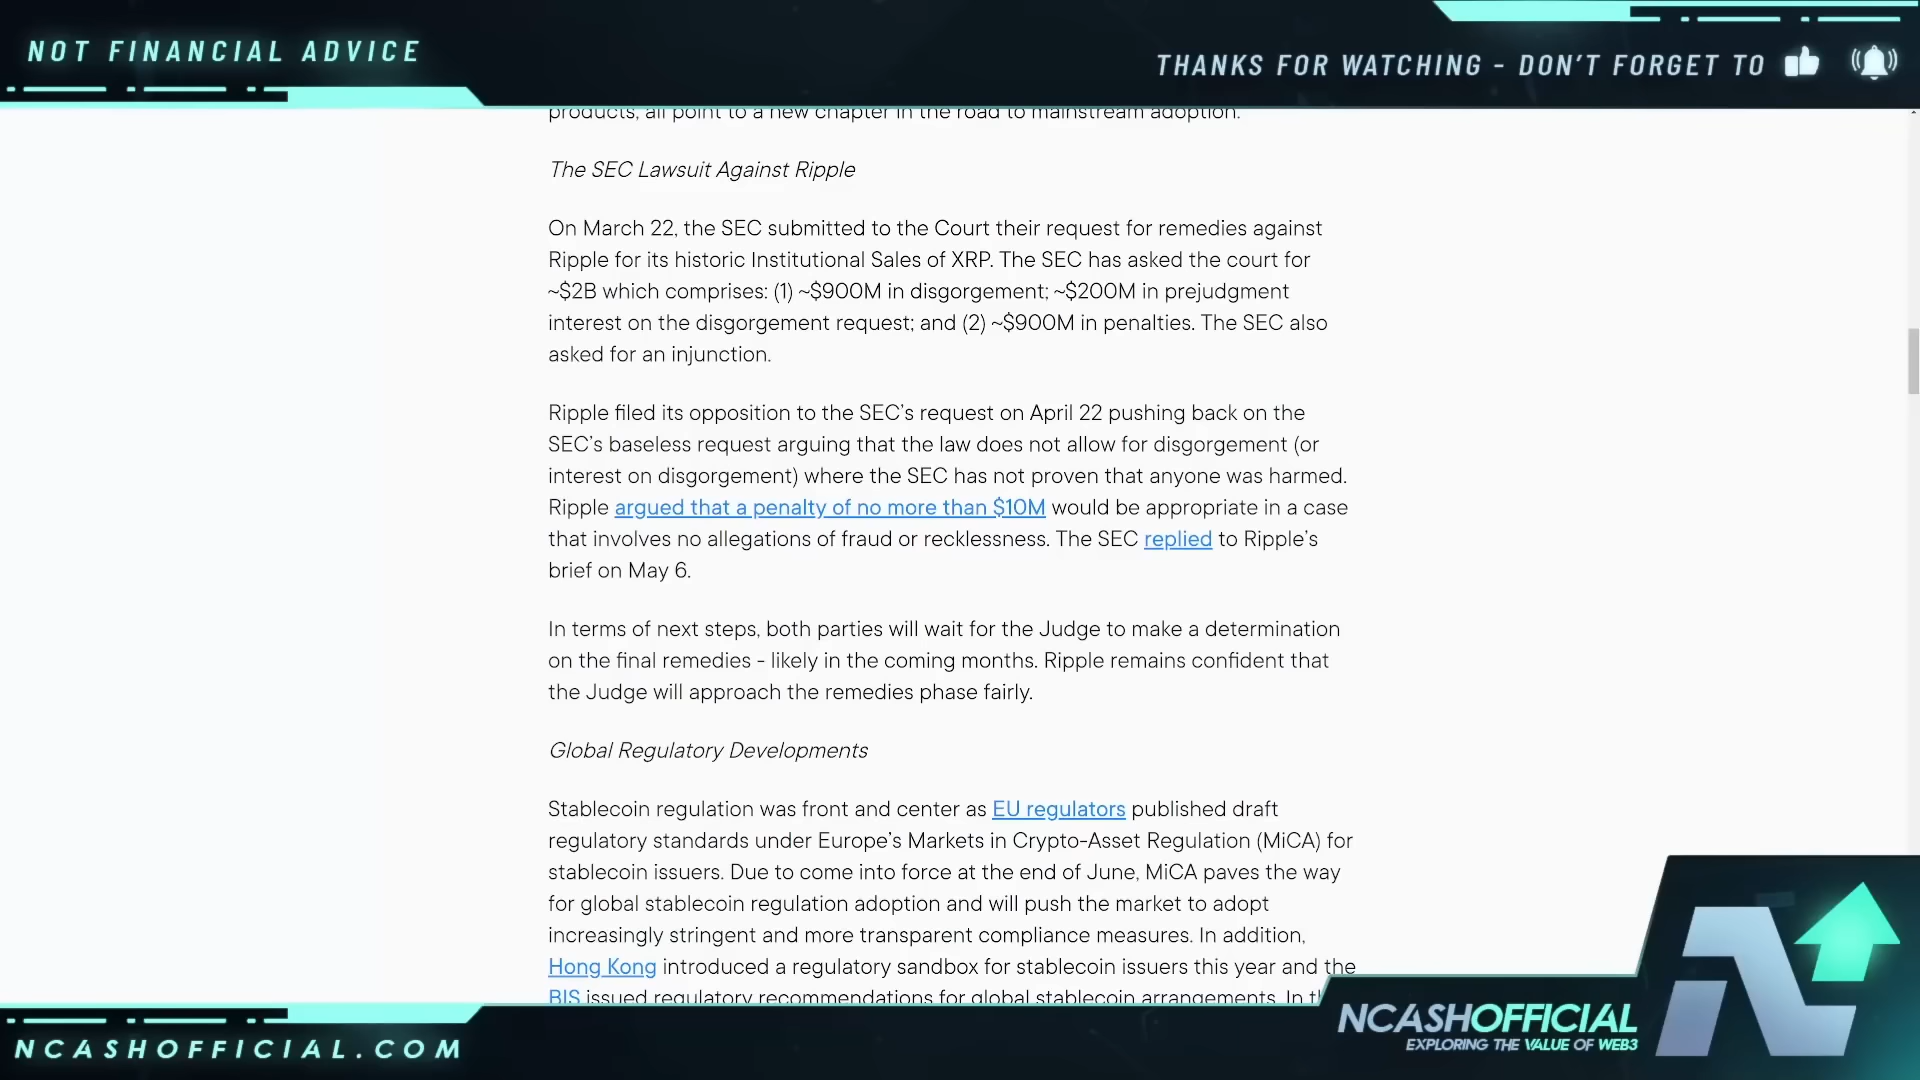 NOT FINANCIAL ADVICE
THANKS FOR WATCHING - DON'T FORGET TO
products, all point to a new chapter in the road to mainstream adoption.
The SEC Lawsuit Against Ripple
On March 22, the SEC submitted to the Court their request for remedies against
Ripple for its historic Institutional Sales of XRP. The SEC has asked the court for
~$2B which comprises: (1) ~$900M in disgorgement; ~$200M in prejudgment
interest on the disgorgement request; and (2) ~$900M in penalties. The SEC also
asked for an injunction.
Ripple filed its opposition to the SEC’s request on April 22 pushing back on the
SEC’s baseless request arguing that the law does not allow for disgorgement (or
interest on disgorgement) where the SEC has not proven that anyone was harmed.
Ripple argued that a penalty of no more than $10M would be appropriate in a case
that involves no allegations of fraud or recklessness. The SEC replied to Ripple’s
brief on May 6.
In terms of next steps, both parties will wait for the Judge to make a determination
on the final remedies - likely in the coming months. Ripple remains confident that
the Judge will approach the remedies phase fairly.
Global Regulatory Developments
Stablecoin regulation was front and center as EU regulators published draft
regulatory standards under Europe’s Markets in Crypto-Asset Regulation (MiCA) for
stablecoin issuers. Due to come into force at the end of June, MiCA paves the way
for global stablecoin regulation adoption and will push the market to adopt
increasingly stringent and more transparent compliance measures. In addition,
Hong Kong introduced a regulatory sandbox for stablecoin issuers this year and the
BIS issued regulatory recommendations for global stablecoin arrangements. In
NCASHOFFICIAL.COM
NCASHOFFICIAL
EXPLORING THE VALUE OF WEB3